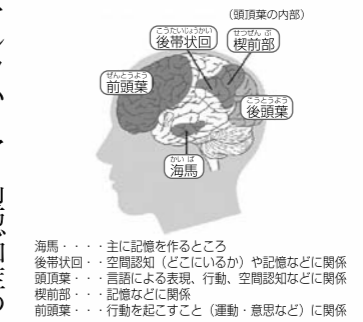 （頭頂葉の内部）
こうたいじょうかい
後帯状回
せつぜん ぶ
楔前部
ぜんとうよう
前頭葉
こうとうよう
後頭葉
かい ば
海馬
海馬・・・・主に記憶を作るところ
後帯状回・・空間認知（どこにいるか）や記憶などに関係
頭頂葉・・・言語による表現、行動、空間認知などに関係
楔前部・・・記憶などに関係
前頭葉・・・行動を起こすこと（運動・意思など）に関係